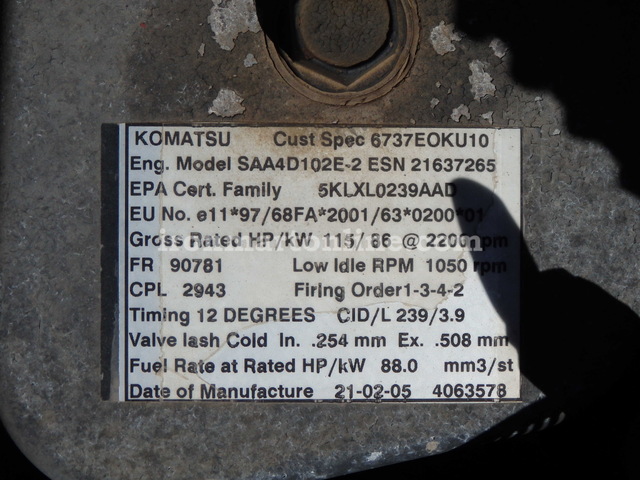 KOMATSU Cust Spec 6737EOKU10
Eng. Model SAA4D102E-2 ESN 21637265
EPA Cert. Family 5KLXL0239AAD
EU No. e11*97/68FA*2001/63*0200*01
Gross Rated HP/kW 115/86 @ 2200 rpm
FR 90781 Low Idle RPM 1050 rpm
CPL 2943 Firing Order1-3-4-2
Timing 12 DEGREES CID/L 239/3.9
Valve lash Cold In. .254 mm Ex. .508 mm
Fuel Rate at Rated HP/kW 88.0 mm3/st
Date of Manufacture 21-02-05 4063578